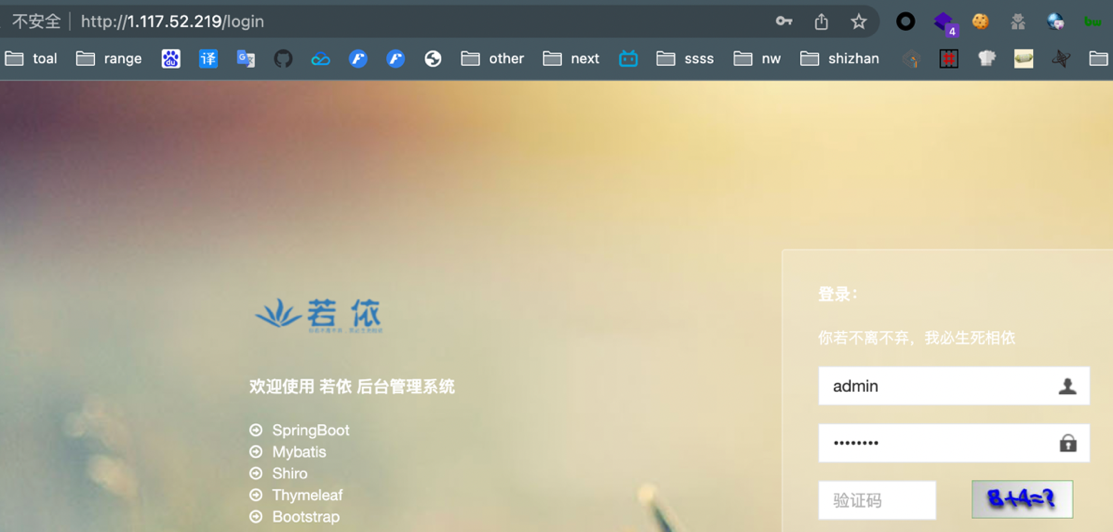 不安全 http://1.117.52.219/login
4
toal range 译 other next ssss nw shizhan
若依
欢迎使用 若依 后台管理系统
SpringBoot
Mybatis
Shiro
Thymeleaf
Bootstrap
登录:
你若不离不弃，我必生死相依
admin
••••••••
验证码 8+4=?